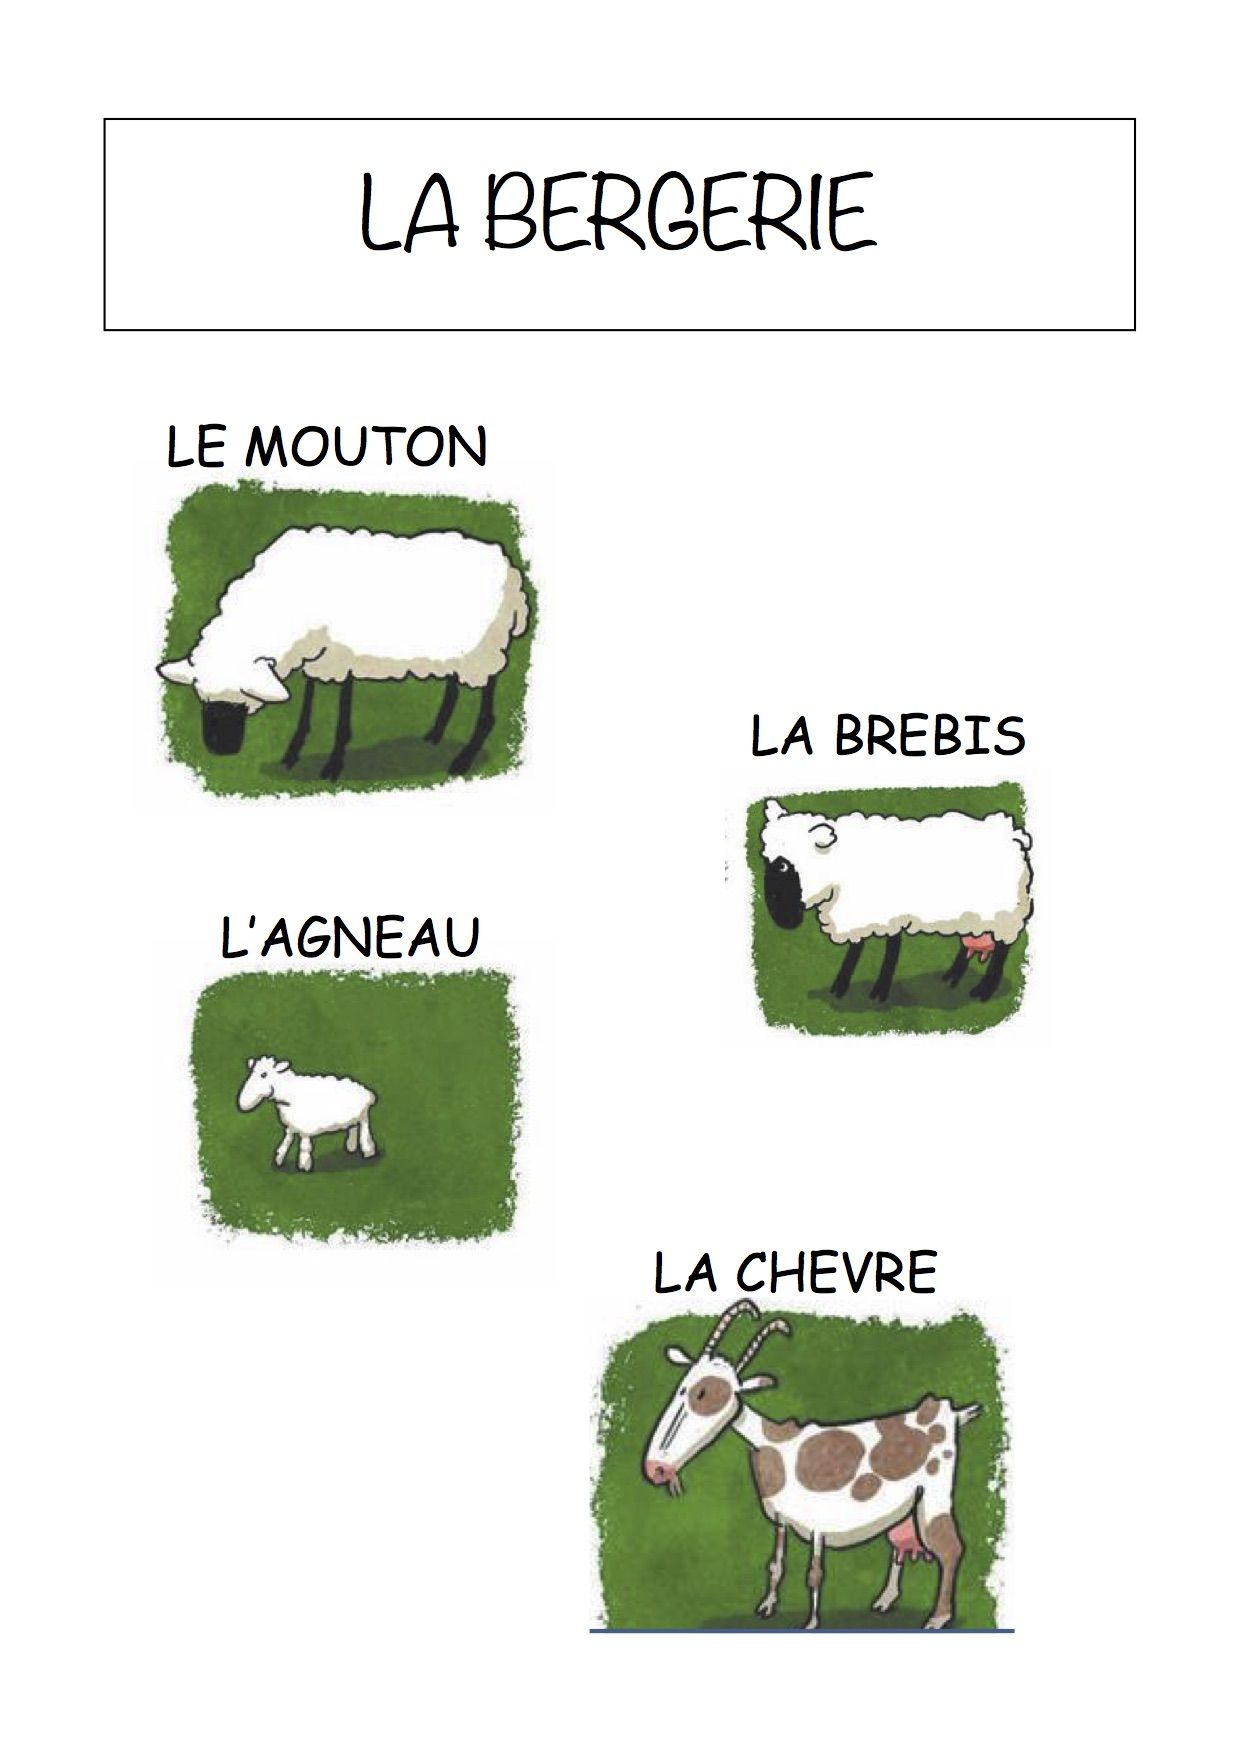 LA BERGERIE
LE MOUTON
LA BREBIS
L'AGNEAU
LA CHEVRE